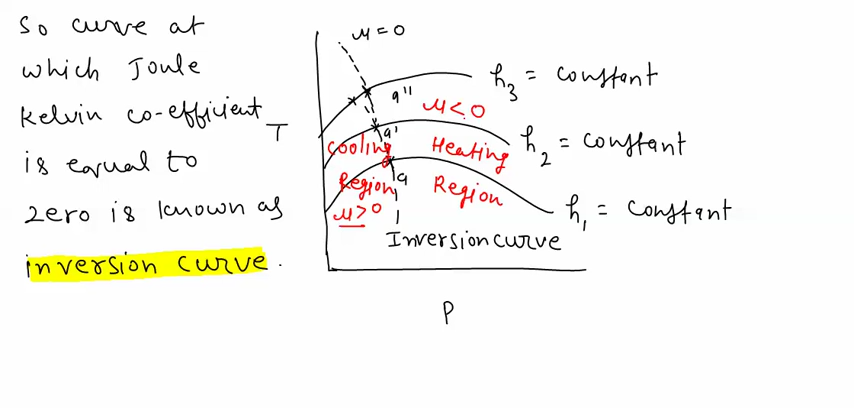 So curve at
which Joule
Kelvin co-efficient
is equal to
zero is known as
inversion curve.
μ = 0
h3 = constant
a"
μ < 0
T
a'
cooling Heating
h2 = constant
Region Region
a
μ > 0
h1 = constant
Inversion curve
P